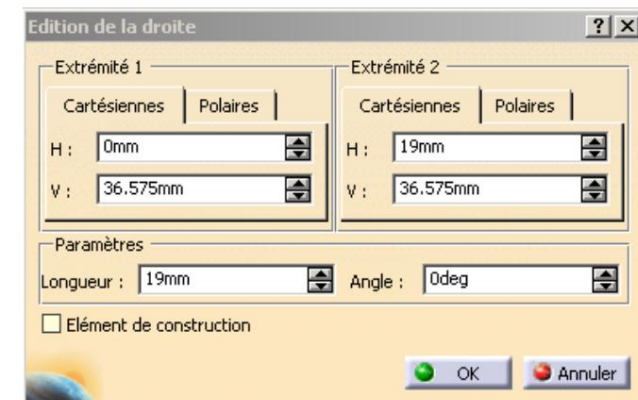 Edition de la droite
Extrémité 1
Extrémité 2
Cartésiennes Polaires
Cartésiennes Polaires
H : 0mm
H : 19mm
V : 36.575mm
V : 36.575mm
Paramètres
Longueur : 19mm Angle : 0deg
Elément de construction
OK Annuler